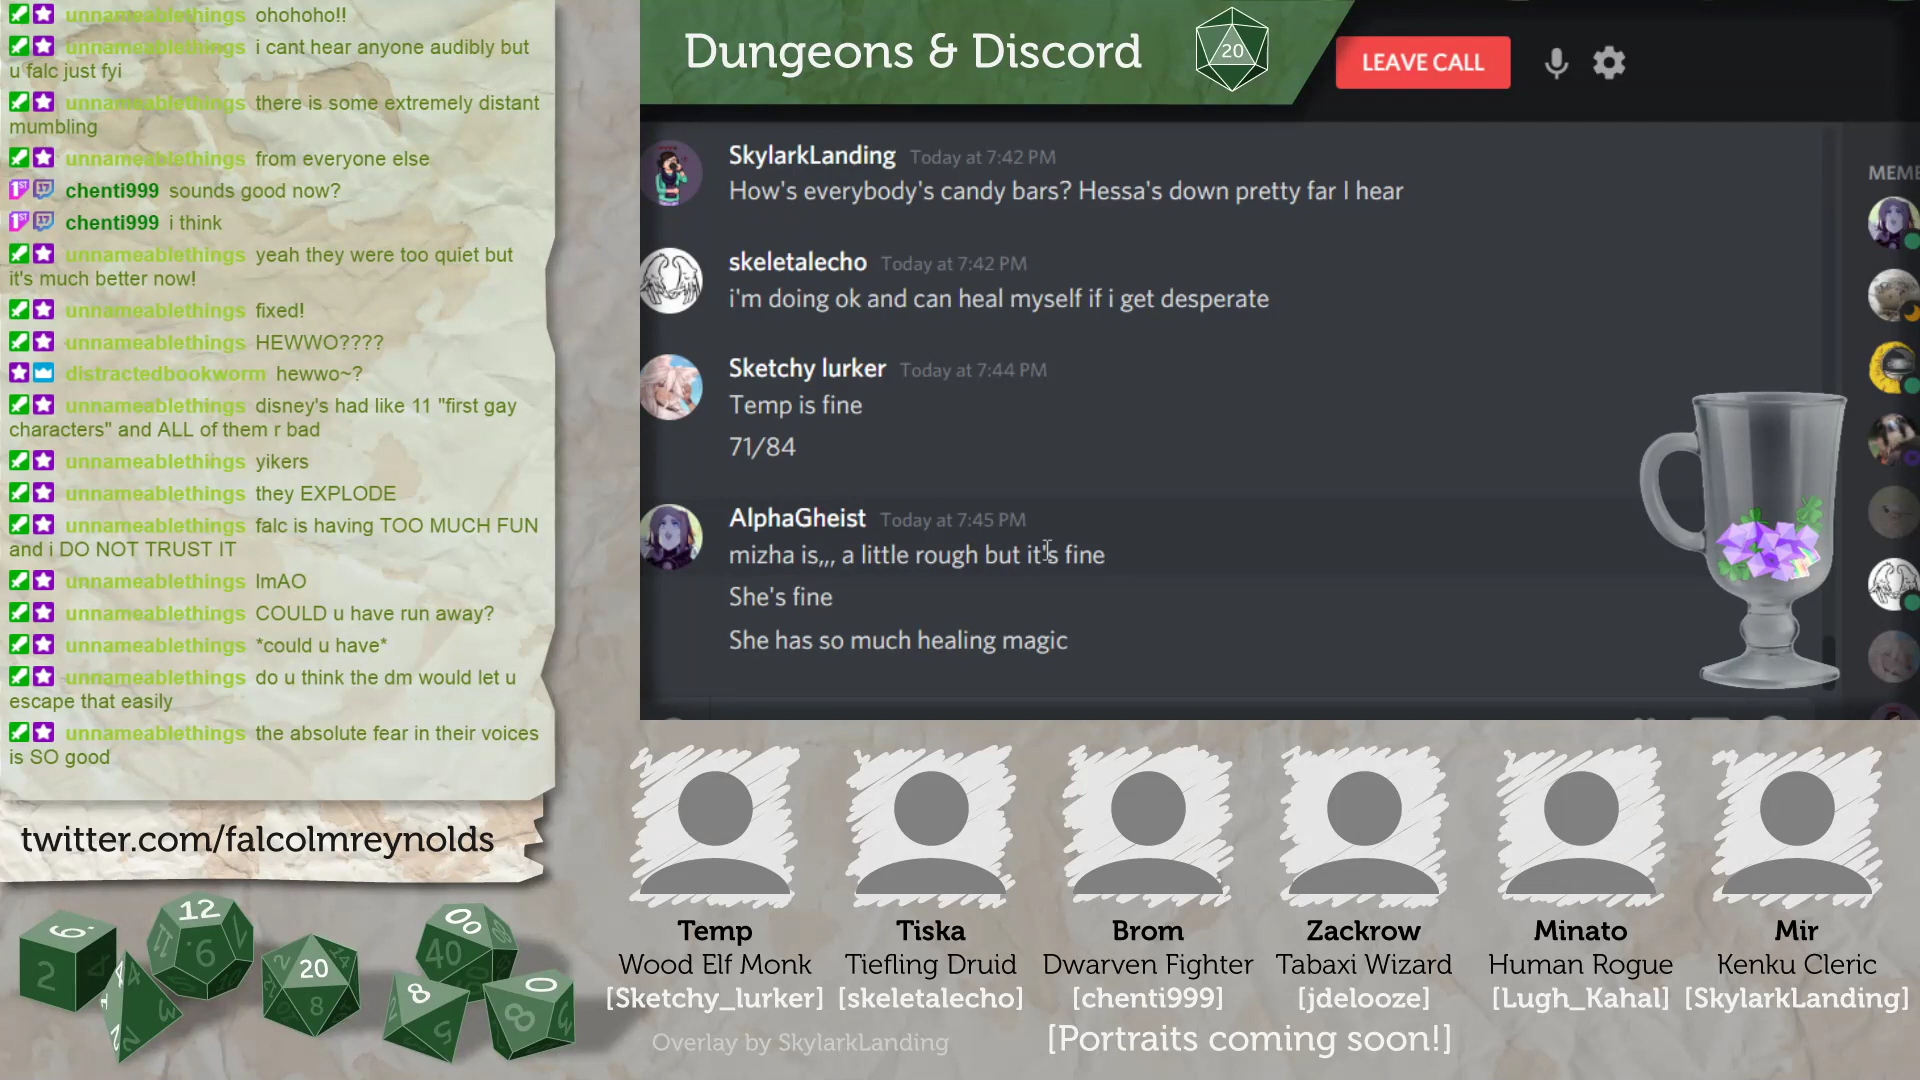 unnameablethings ohohoho!!
unnameablethings i cant hear anyone audibly but
u falc just fyi
unnameablethings there is some extremely distant
mumbling
unnameablethings from everyone else
chenti999 sounds good now?
chenti999 i think
unnameablethings yeah they were too quiet but
it's much better now!
unnameablethings fixed!
unnameablethings HEWWO????
distractedbookworm hewwo~?
unnameablethings disney's had like 11 "first gay
characters" and ALL of them r bad
unnameablethings yikers
unnameablethings they EXPLODE
unnameablethings falc is having TOO MUCH FUN
and i DO NOT TRUST IT
unnameablethings lmAO
unnameablethings COULD u have run away?
unnameablethings *could u have*
unnameablethings do u think the dm would let u
escape that easily
unnameablethings the absolute fear in their voices
is SO good
twitter.com/falcolmreynolds
Dungeons & Discord
20
LEAVE CALL
SkylarkLanding Today at 7:42 PM
How's everybody's candy bars? Hessa's down pretty far I hear
skeletalecho Today at 7:42 PM
i'm doing ok and can heal myself if i get desperate
Sketchy lurker Today at 7:44 PM
Temp is fine
71/84
AlphaGheist Today at 7:45 PM
mizha is,,, a little rough but it's fine
She's fine
She has so much healing magic
MEME
Temp
Wood Elf Monk
[Sketchy_lurker]
Tiska
Tiefling Druid
[skeletalecho]
Brom
Dwarven Fighter
[chenti999]
Zackrow
Tabaxi Wizard
[jdelooze]
Minato
Human Rogue
[Lugh_Kahal]
Mir
Kenku Cleric
[SkylarkLanding]
Overlay by SkylarkLanding
[Portraits coming soon!]